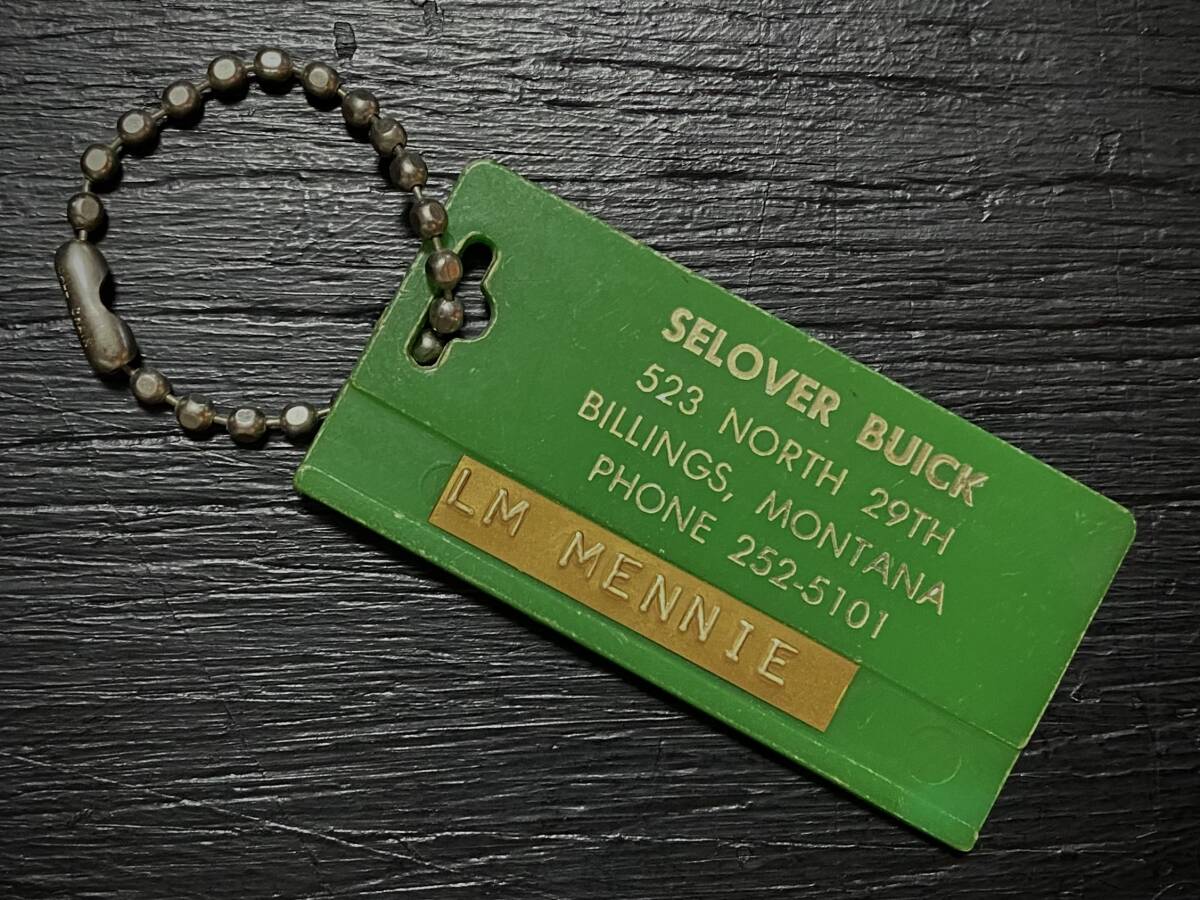 SELOVER BUICK
523 NORTH 29TH
BILLINGS, MONTANA
PHONE 252-5101
LM MENNIE